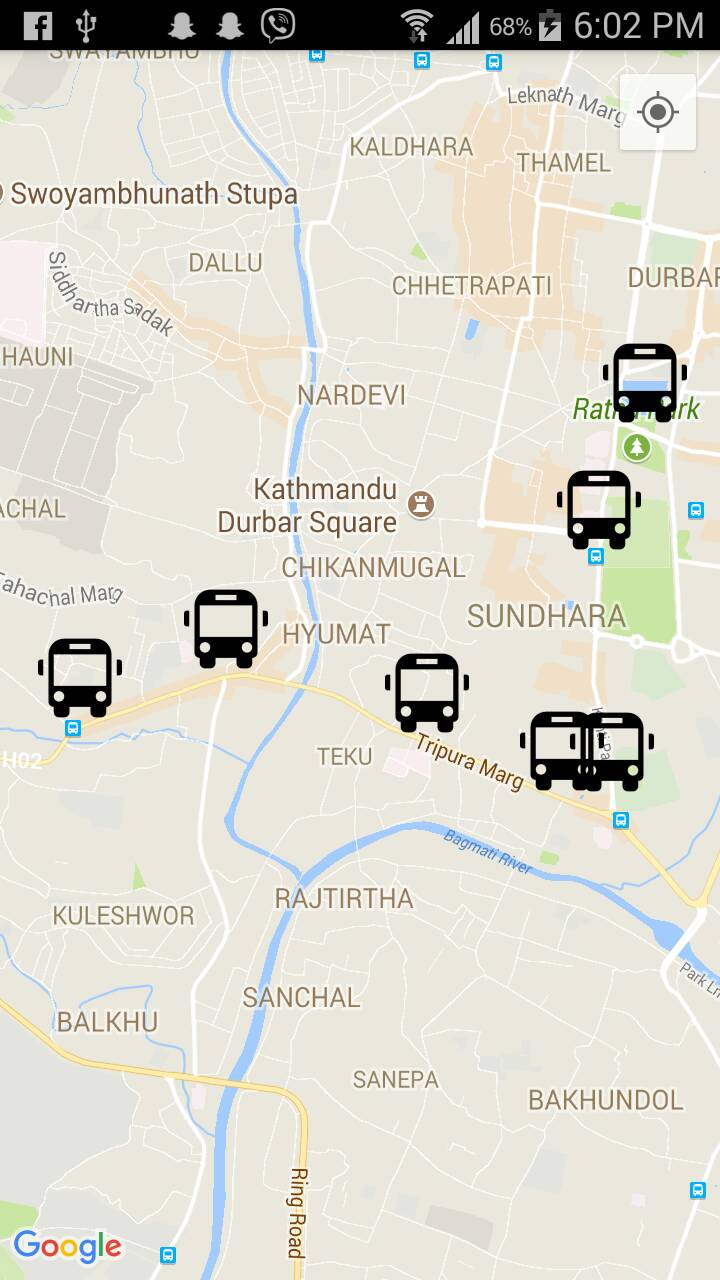 68% 6:02 PM
SWAYAMBHU
Leknath Marg
KALDHARA
THAMEL
Swoyambhunath Stupa
DALLU
Siddhartha Sadak
CHHETRAPATI
DURBAR
HAUNI
NARDEVI
Ratna Park
Kathmandu
Durbar Square
ACHAL
CHIKANMUGAL
Tahachal Marg
SUNDHARA
HYUMAT
H02
TEKU
Tripura Marg
Bagmati River
RAJTIRTHA
KULESHWOR
Park Ln
SANCHAL
BALKHU
SANEPA
BAKHUNDOL
Ring Road
Google